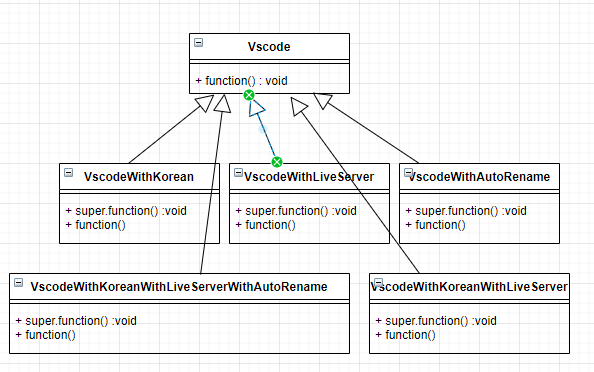 Vscode
+ function() : void
VscodeWithKorean
+ super.function() :void
+ function()
VscodeWithLiveServer
+ super.function() :void
+ function()
VscodeWithAutoRename
+ super.function() :void
+ function()
VscodeWithKoreanWithLiveServerWithAutoRename
+ super.function() :void
+ function()
VscodeWithKoreanWithLiveServer
+ super.function() :void
+ function()